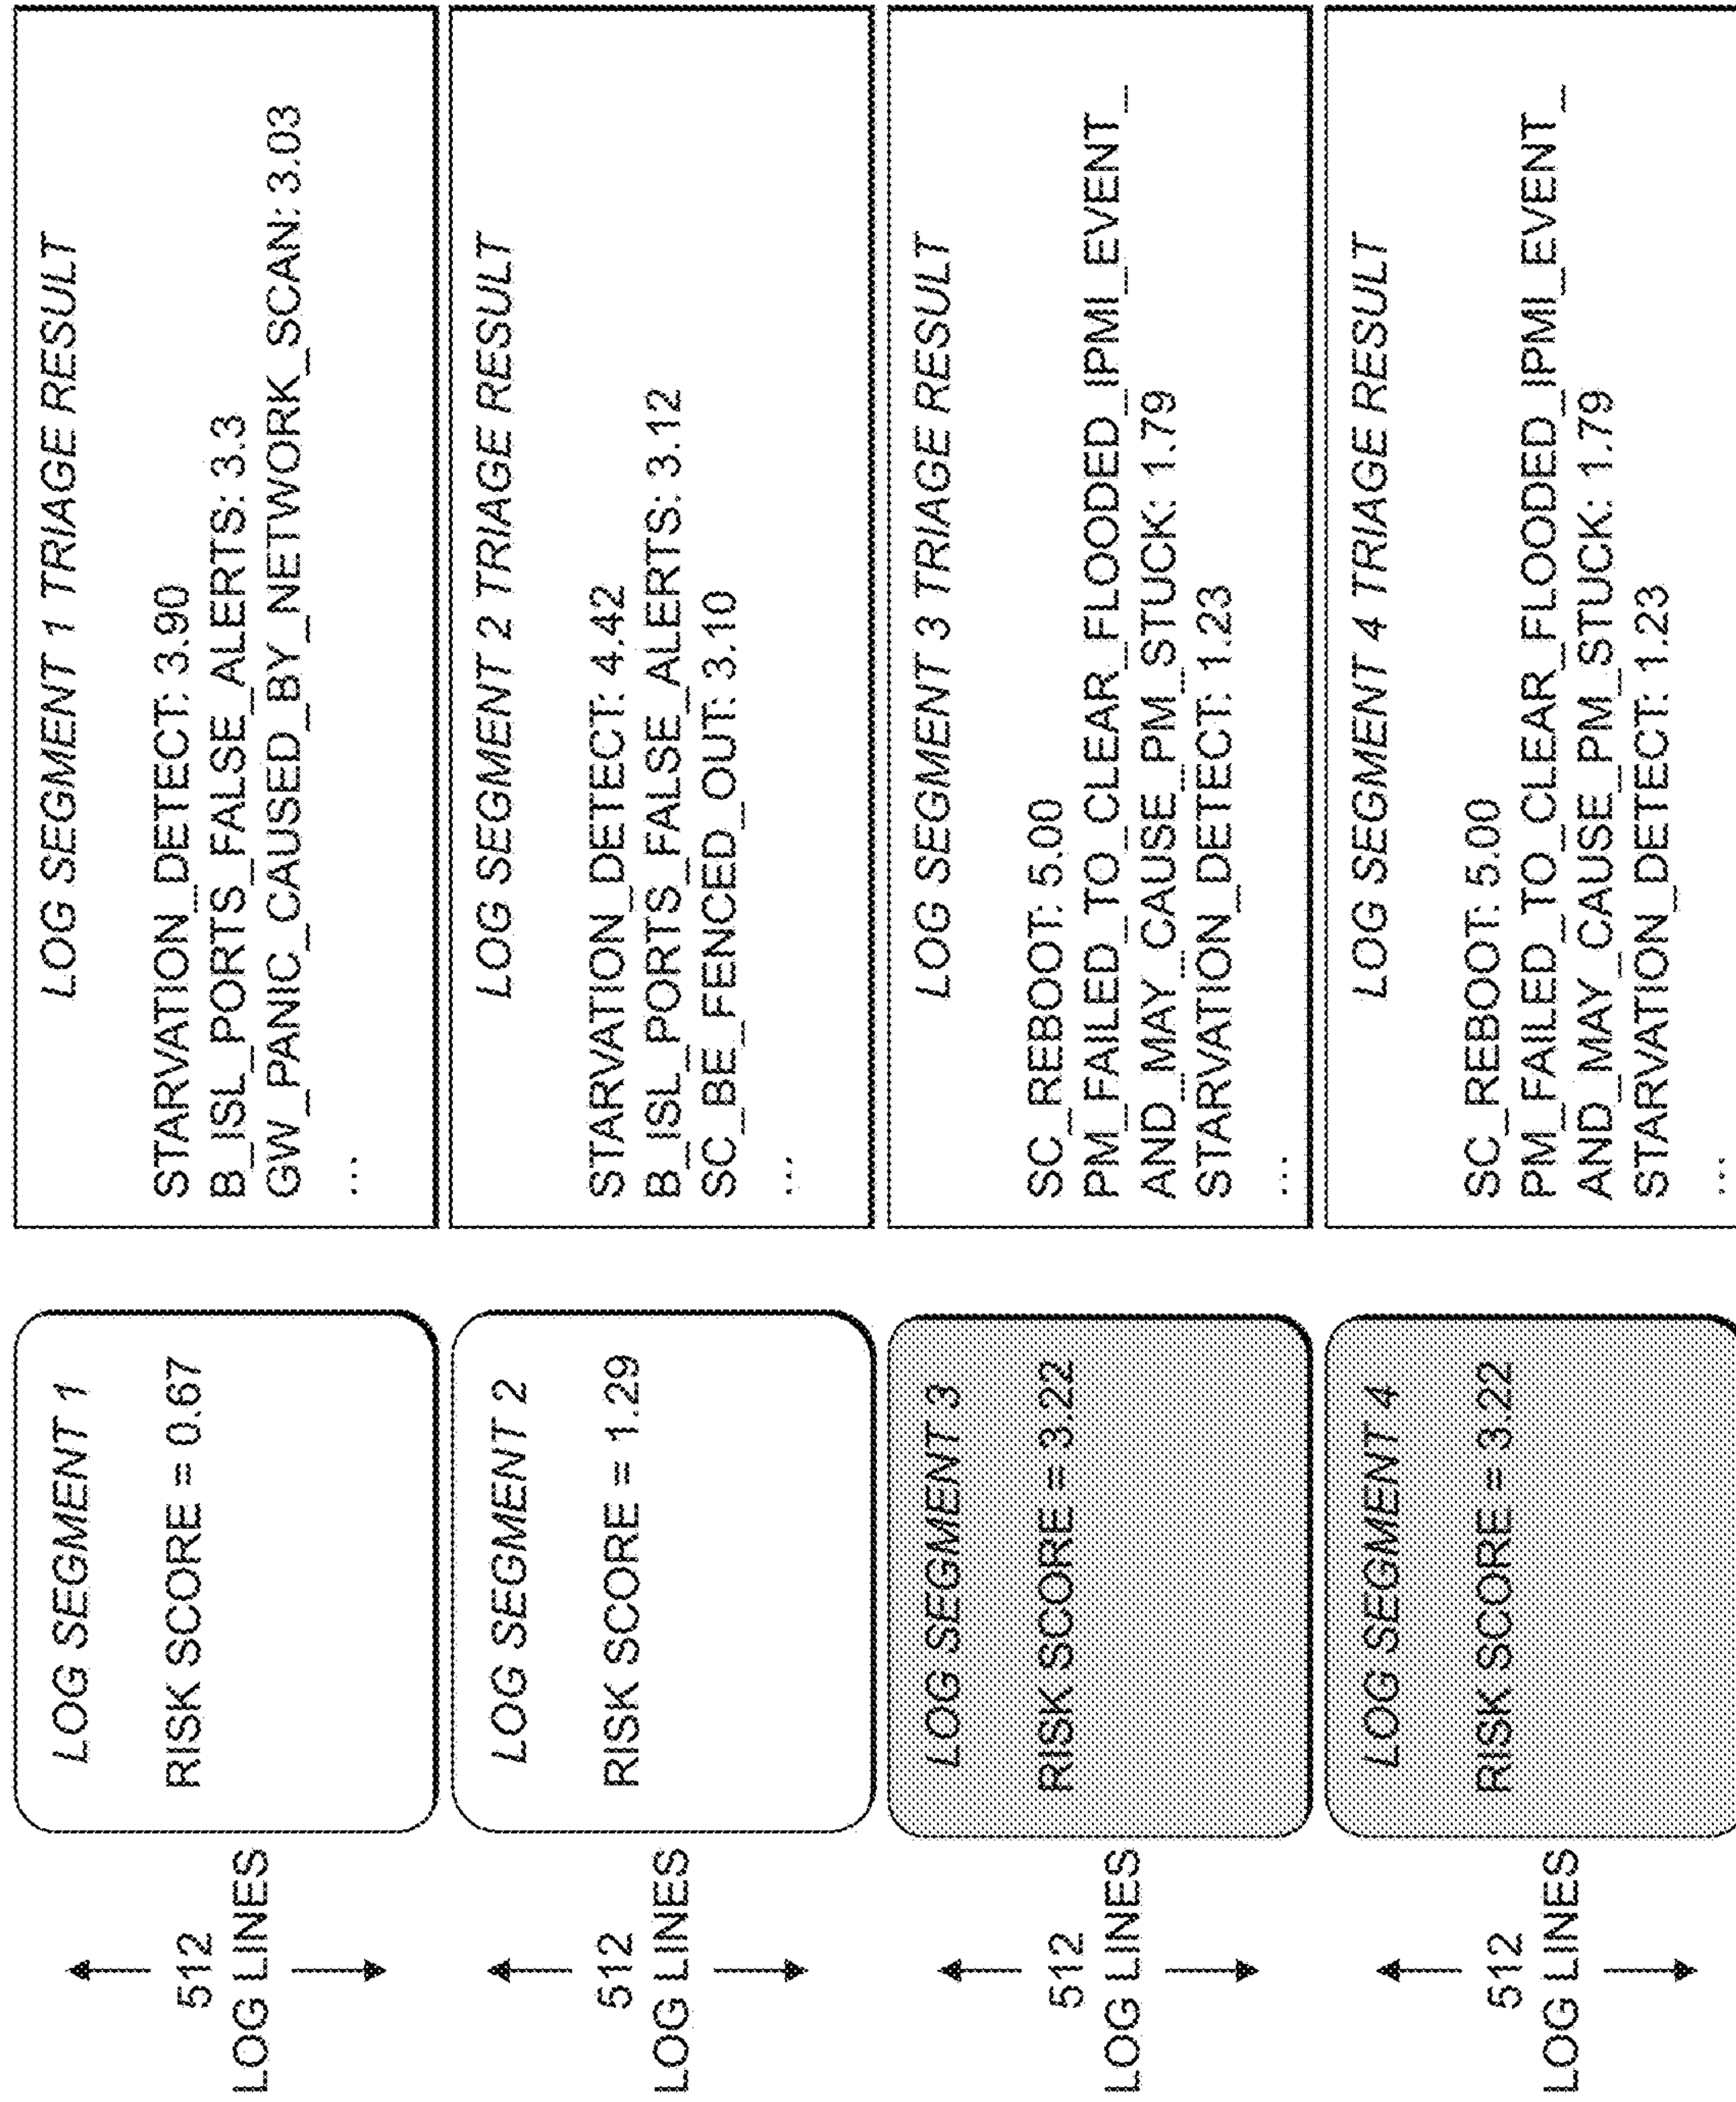 512
LOG LINES
LOG SEGMENT 1
RISK SCORE = 0.67
LOG SEGMENT 1 TRIAGE RESULT
STARVATION_DETECT: 3.90
B_ISL_PORTS_FALSE_ALERTS: 3.3
GW_PANIC_CAUSED_BY_NETWORK_SCAN: 3.03
...
512
LOG LINES
LOG SEGMENT 2
RISK SCORE = 1.29
LOG SEGMENT 2 TRIAGE RESULT
STARVATION_DETECT: 4.42
B_ISL_PORTS_FALSE_ALERTS: 3.12
SC_BE_FENCED_OUT: 3.10
...
512
LOG LINES
LOG SEGMENT 3
RISK SCORE = 3.22
LOG SEGMENT 3 TRIAGE RESULT
SC_REBOOT: 5.00
PM_FAILED_TO_CLEAR_FLOODED_IPMI_EVENT_
AND_MAY_CAUSE_PM_STUCK: 1.79
STARVATION_DETECT: 1.23
...
512
LOG LINES
LOG SEGMENT 4
RISK SCORE = 3.22
LOG SEGMENT 4 TRIAGE RESULT
SC_REBOOT: 5.00
PM_FAILED_TO_CLEAR_FLOODED_IPMI_EVENT_
AND_MAY_CAUSE_PM_STUCK: 1.79
STARVATION_DETECT: 1.23
...